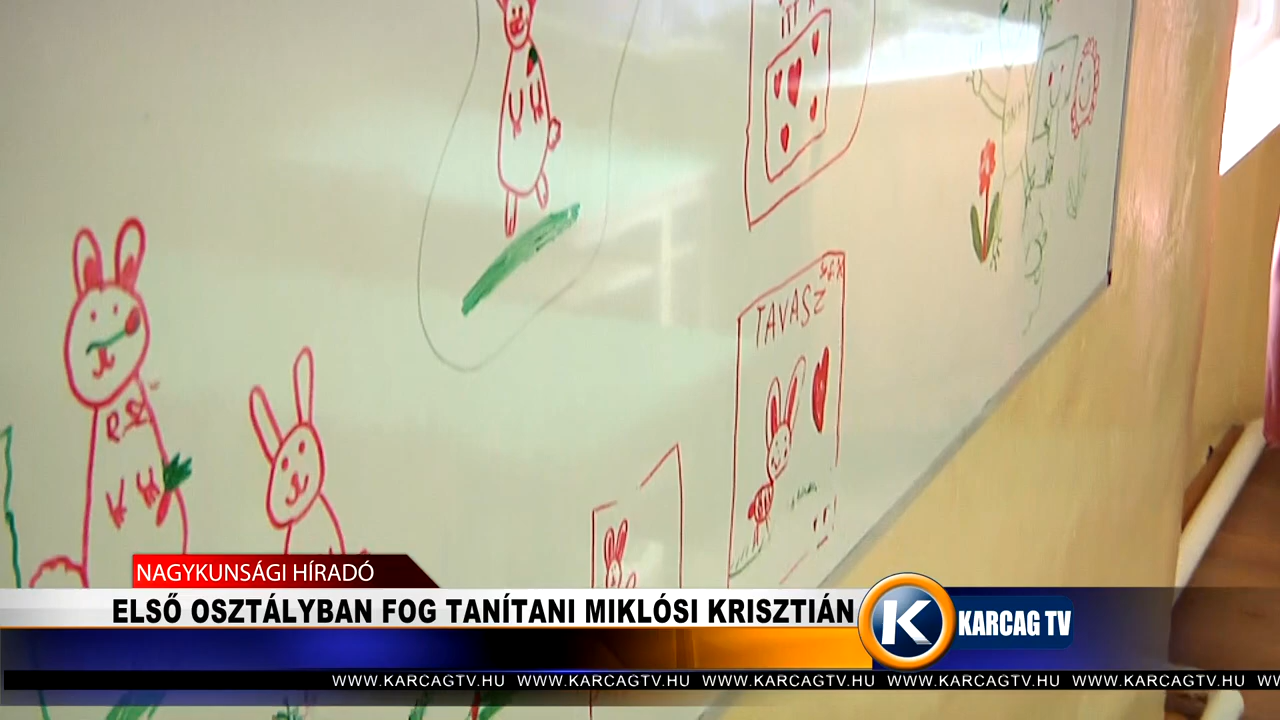 TAVASZ
NAGYKUNSÁGI HÍRADÓ
ELSŐ OSZTÁLYBAN FOG TANÍTANI MIKLÓSI KRISZTIÁN
K KARCAG TV
WWW.KARCAGTV.HU WWW.KARCAGTV.HU WWW.KARCAGTV.HU WWW.KARCAGTV.HU WWW.KARCAGTV.HU